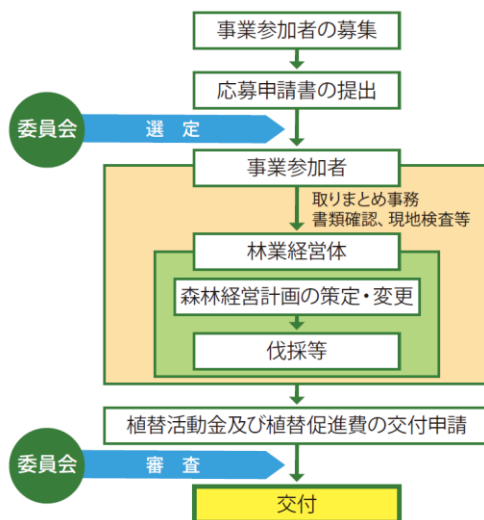 事業参加者の募集
応募申請書の提出
委員会
選 定
事業参加者
取りまとめ事務
書類確認、現地検査等
林業経営体
森林経営計画の策定・変更
伐採等
植替活動金及び植替促進費の交付申請
委員会
審 査
交付